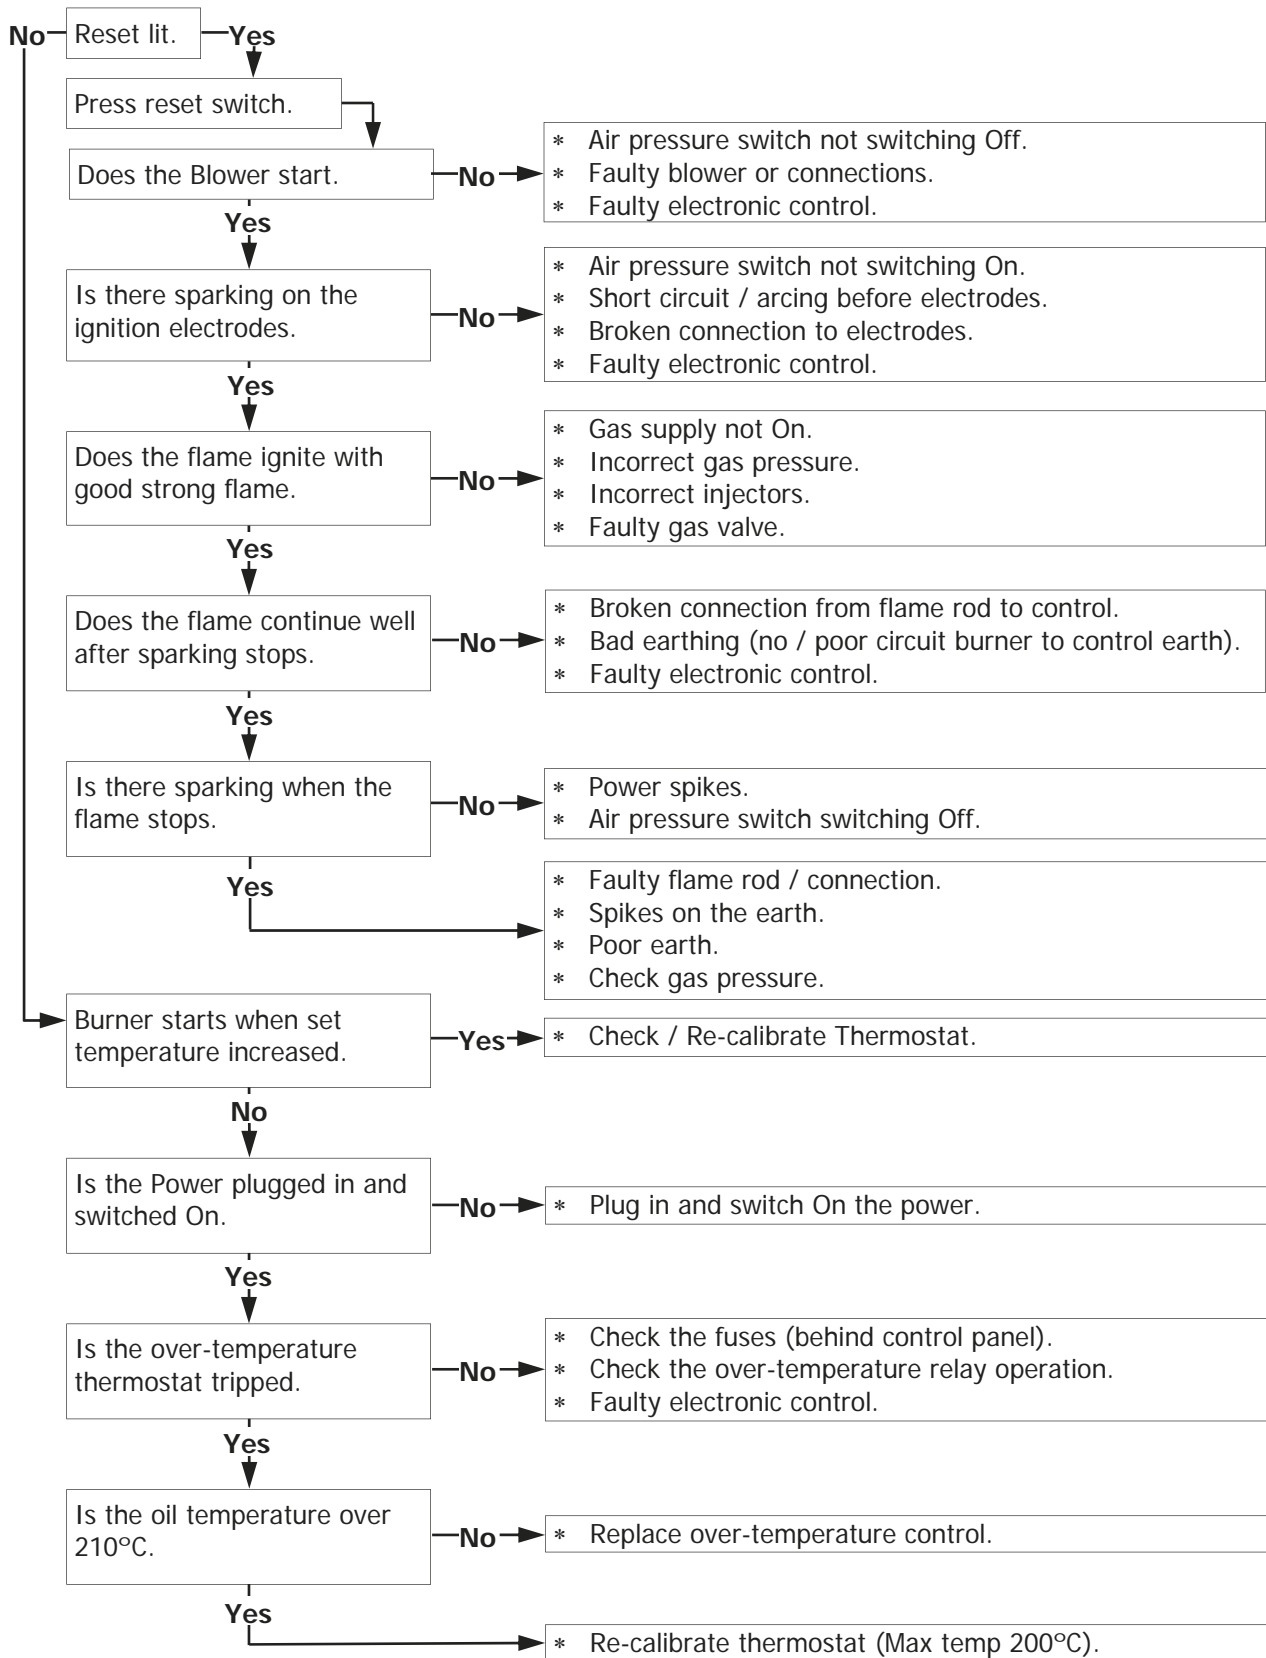 No
Reset lit.
Yes
Press reset switch.
Does the Blower start.
No
* Air pressure switch not switching Off.
* Faulty blower or connections.
* Faulty electronic control.
Yes
Is there sparking on the
ignition electrodes.
No
* Air pressure switch not switching On.
* Short circuit / arcing before electrodes.
* Broken connection to electrodes.
* Faulty electronic control.
Yes
Does the flame ignite with
good strong flame.
No
* Gas supply not On.
* Incorrect gas pressure.
* Incorrect injectors.
* Faulty gas valve.
Yes
Does the flame continue well
after sparking stops.
No
* Broken connection from flame rod to control.
* Bad earthing (no / poor circuit burner to control earth).
* Faulty electronic control.
Yes
Is there sparking when the
flame stops.
No
* Power spikes.
* Air pressure switch switching Off.
Yes
* Faulty flame rod / connection.
* Spikes on the earth.
* Poor earth.
* Check gas pressure.
Burner starts when set
temperature increased.
Yes
* Check / Re-calibrate Thermostat.
No
Is the Power plugged in and
switched On.
No
* Plug in and switch On the power.
Yes
Is the over-temperature
thermostat tripped.
No
* Check the fuses (behind control panel).
* Check the over-temperature relay operation.
* Faulty electronic control.
Yes
Is the oil temperature over
210ºC.
No
* Replace over-temperature control.
Yes
* Re-calibrate thermostat (Max temp 200ºC).